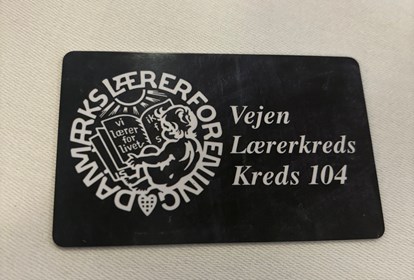 DANMARKS LÆRERFORENING
vi
lærer
for
livet
Vejen
Lærerkreds
Kreds 104